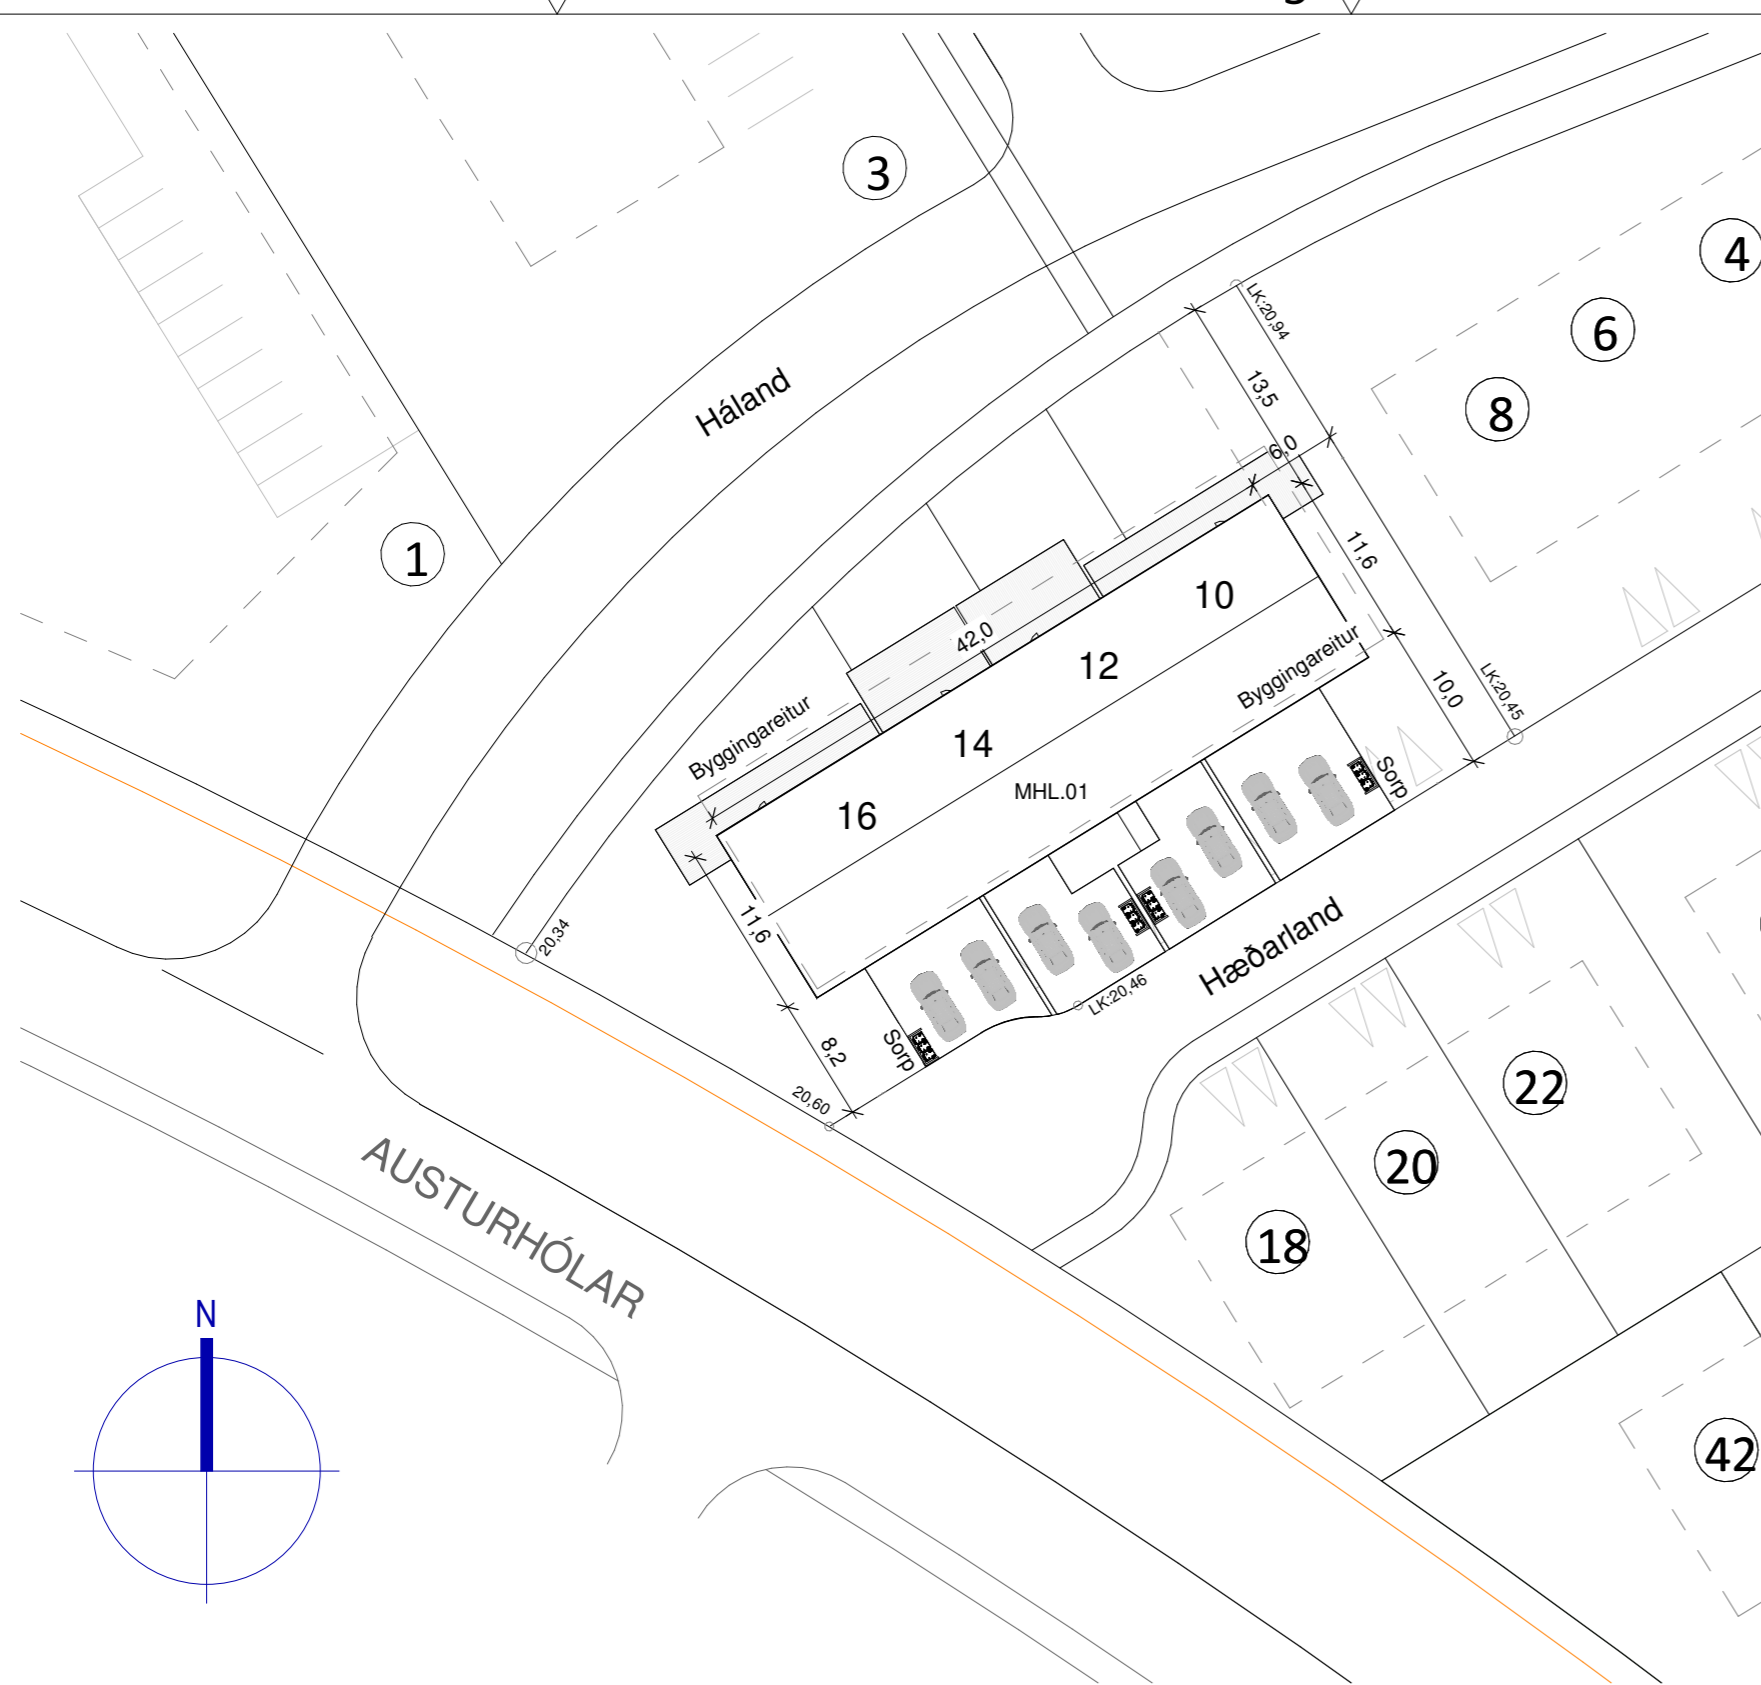 3
4
6
8
LK:20,94
13,5
6,0
Háland
1
11,6
10
42,0
12
Byggingareitur
Byggingareitur
14
10,0
LK:20,45
MHL.01
16
Sorp
11,6
20,34
Hæðarland
LK:20,46
8,2
Sorp
20,60
22
20
18
AUSTURHÓLAR
N
42